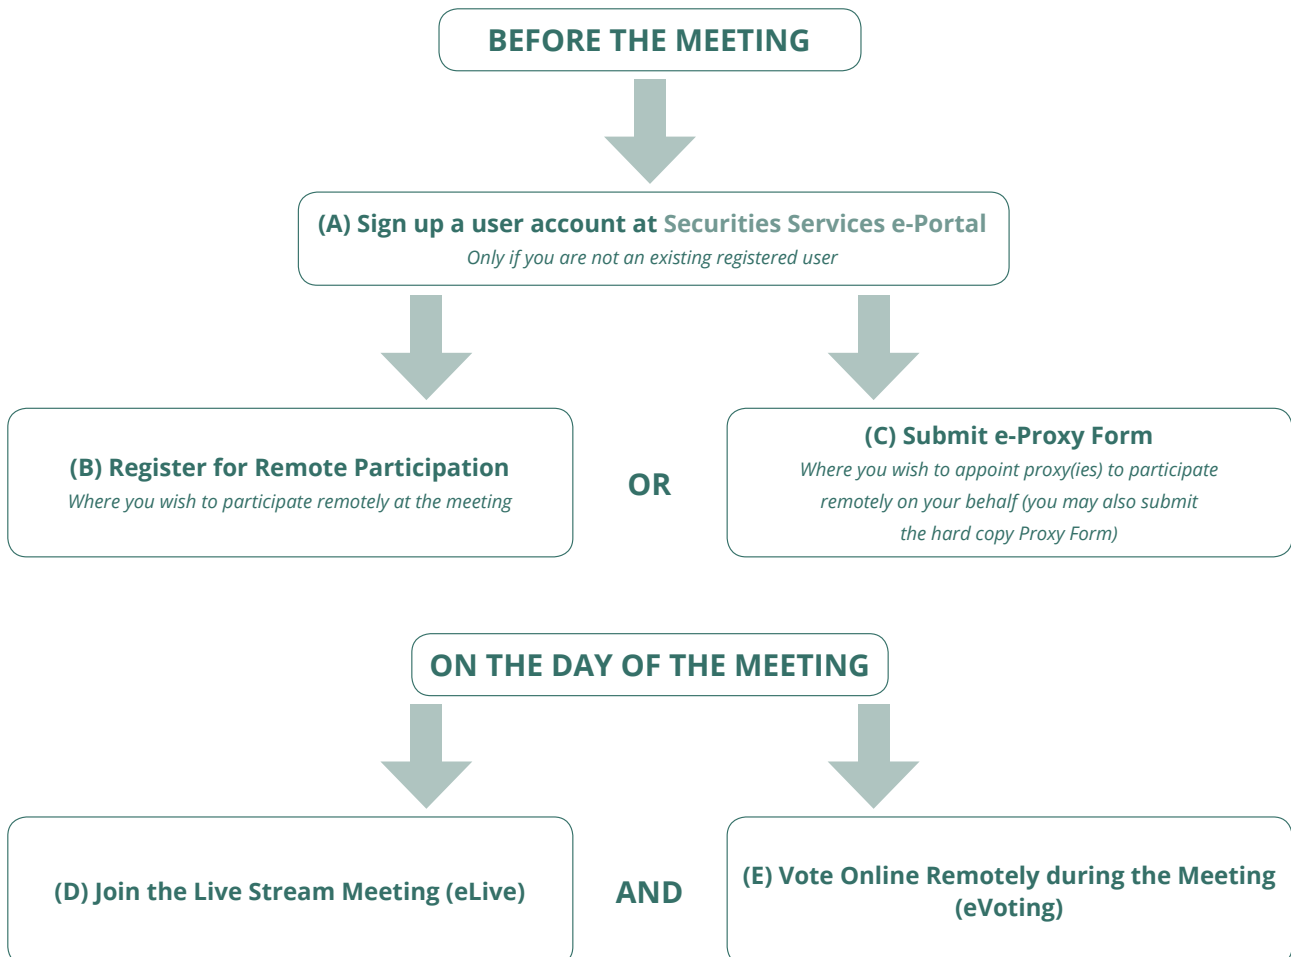 BEFORE THE MEETING
(A) Sign up a user account at Securities Services e-Portal
Only if you are not an existing registered user
(B) Register for Remote Participation
Where you wish to participate remotely at the meeting
OR
(C) Submit e-Proxy Form
Where you wish to appoint proxy(ies) to participate
remotely on your behalf (you may also submit
the hard copy Proxy Form)
ON THE DAY OF THE MEETING
(D) Join the Live Stream Meeting (eLive)
AND
(E) Vote Online Remotely during the Meeting
(eVoting)